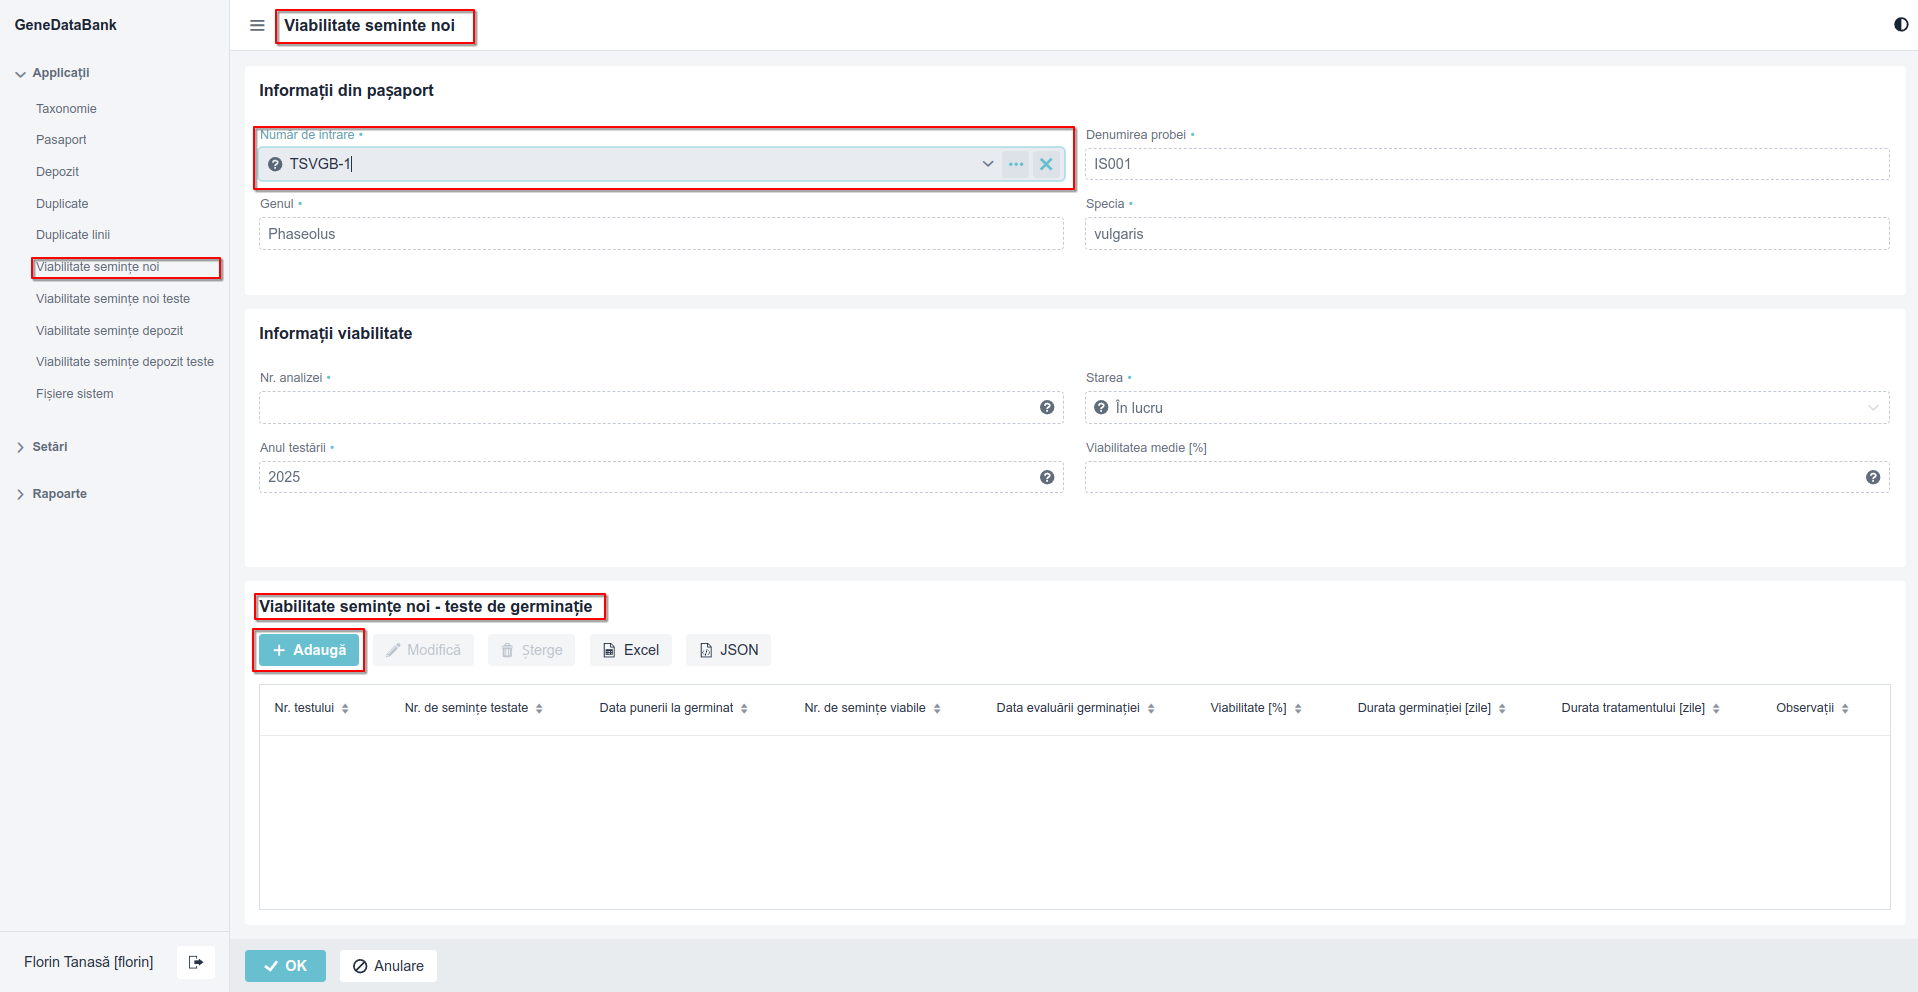 GeneDataBank
Viabilitate seminte noi
Applicații
Taxonomie
Pasaport
Depozit
Duplicate
Duplicate linii
Viabilitate semințe noi
Viabilitate semințe noi teste
Viabilitate semințe depozit
Viabilitate semințe depozit teste
Fișiere sistem
Setări
Rapoarte
Florin Tanasă [florin]
Informații din pașaport
Număr de intrare •
Denumirea probei •
TSVGB-1
IS001
Genul •
Specia •
Phaseolus
vulgaris
Informații viabilitate
Nr. analizei •
Starea •
În lucru
Anul testării •
Viabilitatea medie [%]
2025
Viabilitate semințe noi - teste de germinație
Adaugă
Modifică
Șterge
Excel
JSON
Nr. testului
Nr. de semințe testate
Data punerii la germinat
Nr. de semințe viabile
Data evaluării germinației
Viabilitate [%]
Durata germinației [zile]
Durata tratamentului [zile]
Observații
OK
Anulare